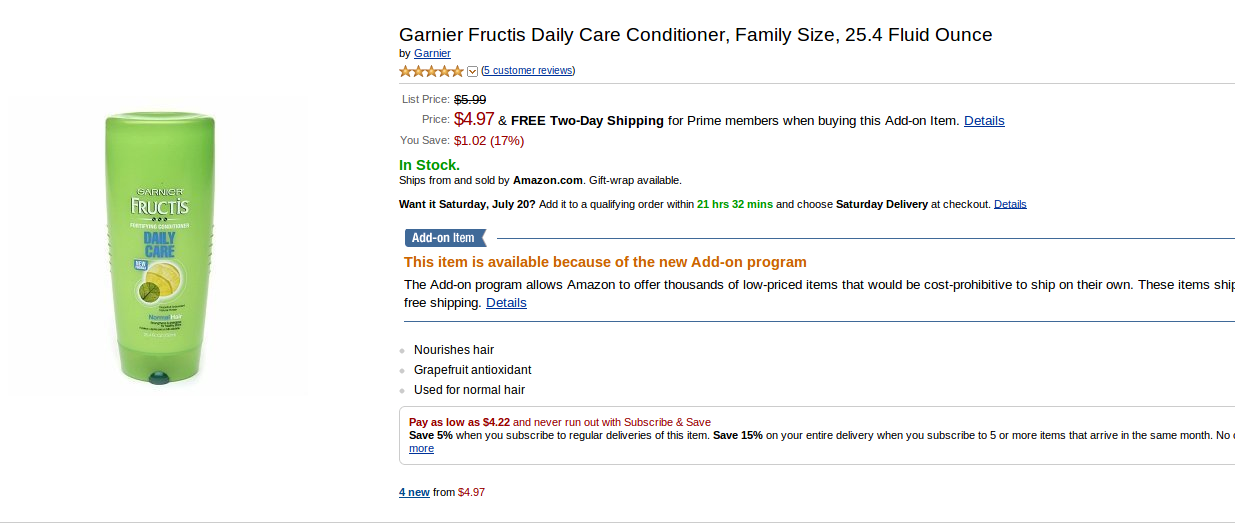 Garnier Fructis Daily Care Conditioner, Family Size, 25.4 Fluid Ounce
by Garnier
(5 customer reviews)
List Price: $5.99
Price: $4.97 & FREE Two-Day Shipping for Prime members when buying this Add-on Item. Details
You Save: $1.02 (17%)
In Stock.
Ships from and sold by Amazon.com. Gift-wrap available.
Want it Saturday, July 20? Add it to a qualifying order within 21 hrs 32 mins and choose Saturday Delivery at checkout. Details
Add-on Item
This item is available because of the new Add-on program
The Add-on program allows Amazon to offer thousands of low-priced items that would be cost-prohibitive to ship on their own. These items ship
free shipping. Details
Nourishes hair
Grapefruit antioxidant
Used for normal hair
Pay as low as $4.22 and never run out with Subscribe & Save
Save 5% when you subscribe to regular deliveries of this item. Save 15% on your entire delivery when you subscribe to 5 or more items that arrive in the same month. No
more
4 new from $4.97
GARNIER
FRUCTIS
FORTIFYING CONDITIONER
DAILY
CARE
NEW
Normal Hair